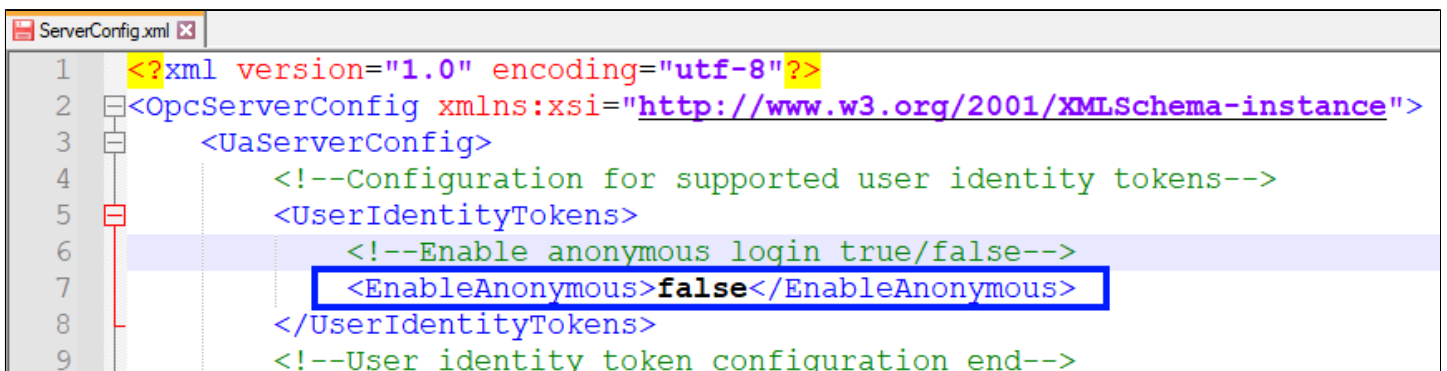 ServerConfig.xml
1 <?xml version="1.0" encoding="utf-8"?>
2 <OpcServerConfig xmlns:xsi="http://www.w3.org/2001/XMLSchema-instance">
3 <UaServerConfig>
4 <!--Configuration for supported user identity tokens-->
5 <UserIdentityTokens>
6 <!--Enable anonymous login true/false-->
7 <EnableAnonymous>false</EnableAnonymous>
8 </UserIdentityTokens>
9 <!--User identity token configuration end-->